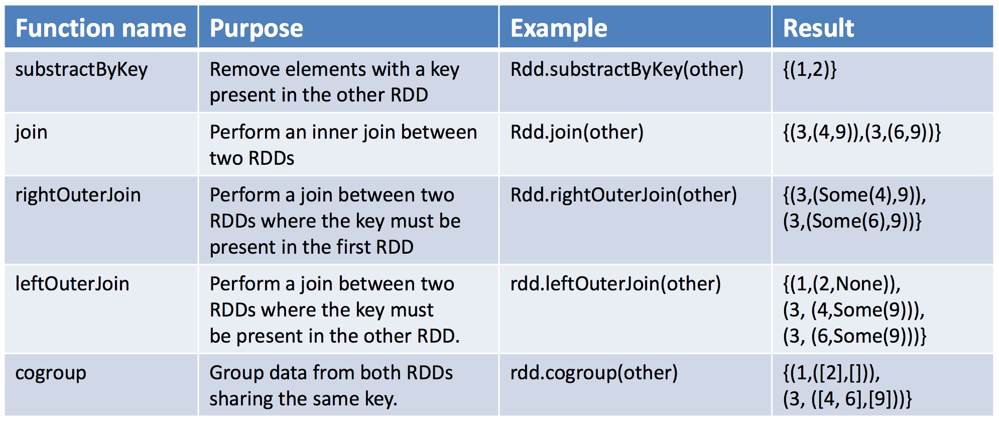 Function name Purpose Example Result
substractByKey Remove elements with a key Rdd.substractByKey(other) {(1,2)}
present in the other RDD
join Perform an inner join between Rdd.join(other) {(3,(4,9)),(3,(6,9))}
two RDDs
rightOuterJoin Perform a join between two Rdd.rightOuterJoin(other) {(3,(Some(4),9)),
RDDs where the key must be (3,(Some(6),9))}
present in the first RDD
leftOuterJoin Perform a join between two rdd.leftOuterJoin(other) {(1,(2,None)),
RDDs where the key must (3, (4,Some(9))),
be present in the other RDD. (3, (6,Some(9)))}
cogroup Group data from both RDDs rdd.cogroup(other) {(1,([2],[])),
sharing the same key. (3, ([4, 6],[9]))}